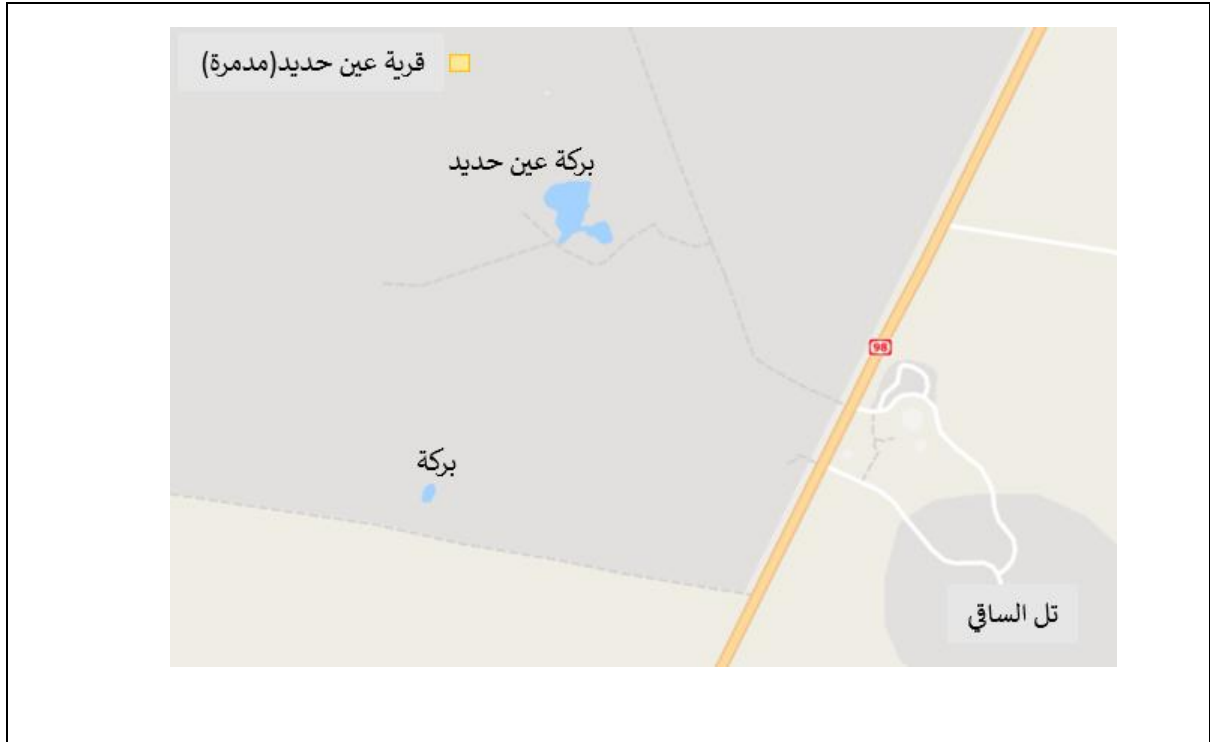 قرية عين حديد(مدمرة)
بركة عين حديد
98
بركة
تل الساقي